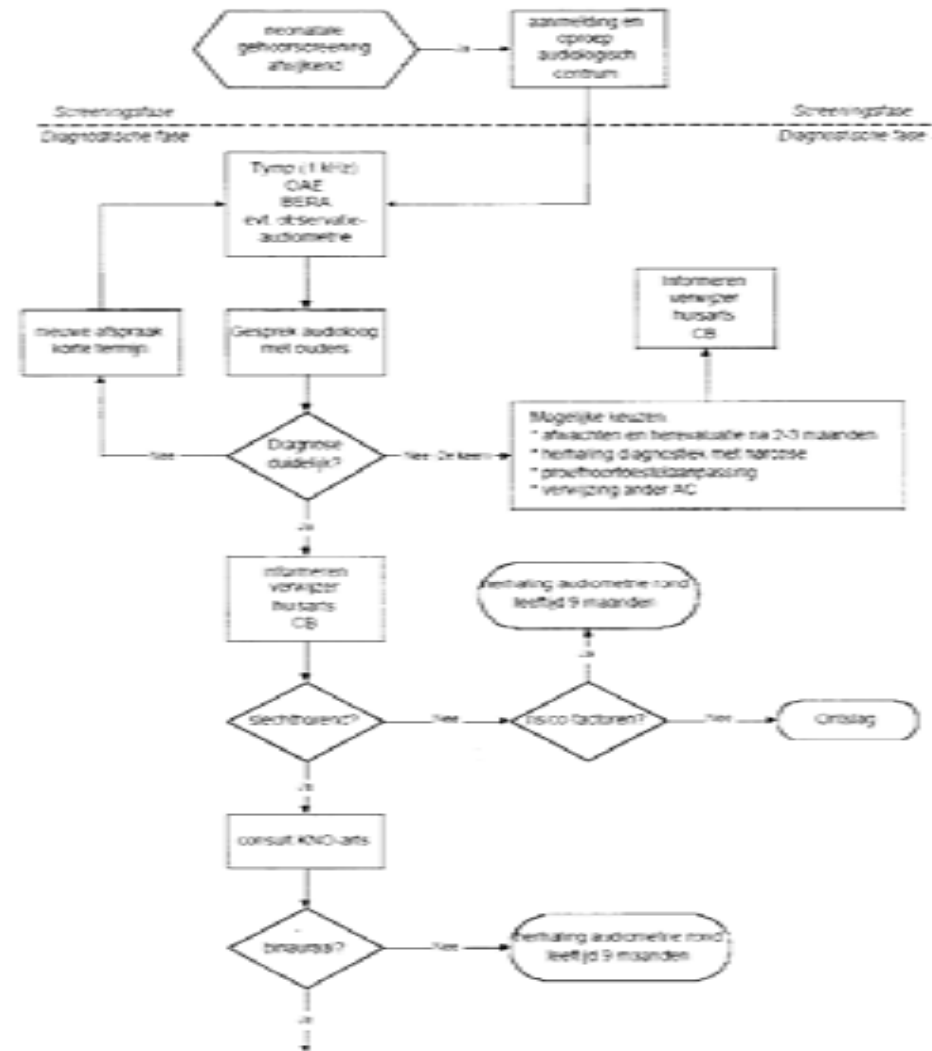 neonatale
gehoorscreening
afwijkend
Ja
aanmelding en
oproep
audiologisch
centrum
Screeningsfase
Screeningsfase
Diagnostische fase
Diagnostische fase
Tymp (1 kHz)
OAE
BERA
evt. observatie-
audiometrie
nieuwe afspraak
korte termijn
Gesprek audioloog
met ouders
Informeren
verwijzer
huisarts
CB
Diagnose
duidelijk?
Nee
Nee 2e keer
Mogelijke keuzen
* afwachten en herevaluatie na 2-3 maanden
* herhaling diagnostiek met narcose
* proefhoortoestelaanpassing
* verwijzing ander AC
Ja
informeren
verwijzer
huisarts
CB
herhaling audiometrie rond
leeftijd 9 maanden
Ja
slechthorend?
Nee
risico factoren?
Nee
Ontslag
Ja
consult KNO-arts
binauraal?
Nee
herhaling audiometrie rond
leeftijd 9 maanden
Ja